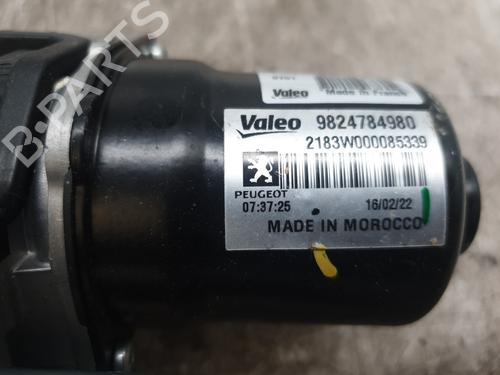 Valeo Made in France
Valeo 9824784980
2183W000085339
PEUGEOT
07:37:25 16/02/22
MADE IN MOROCCO
B-PARTS